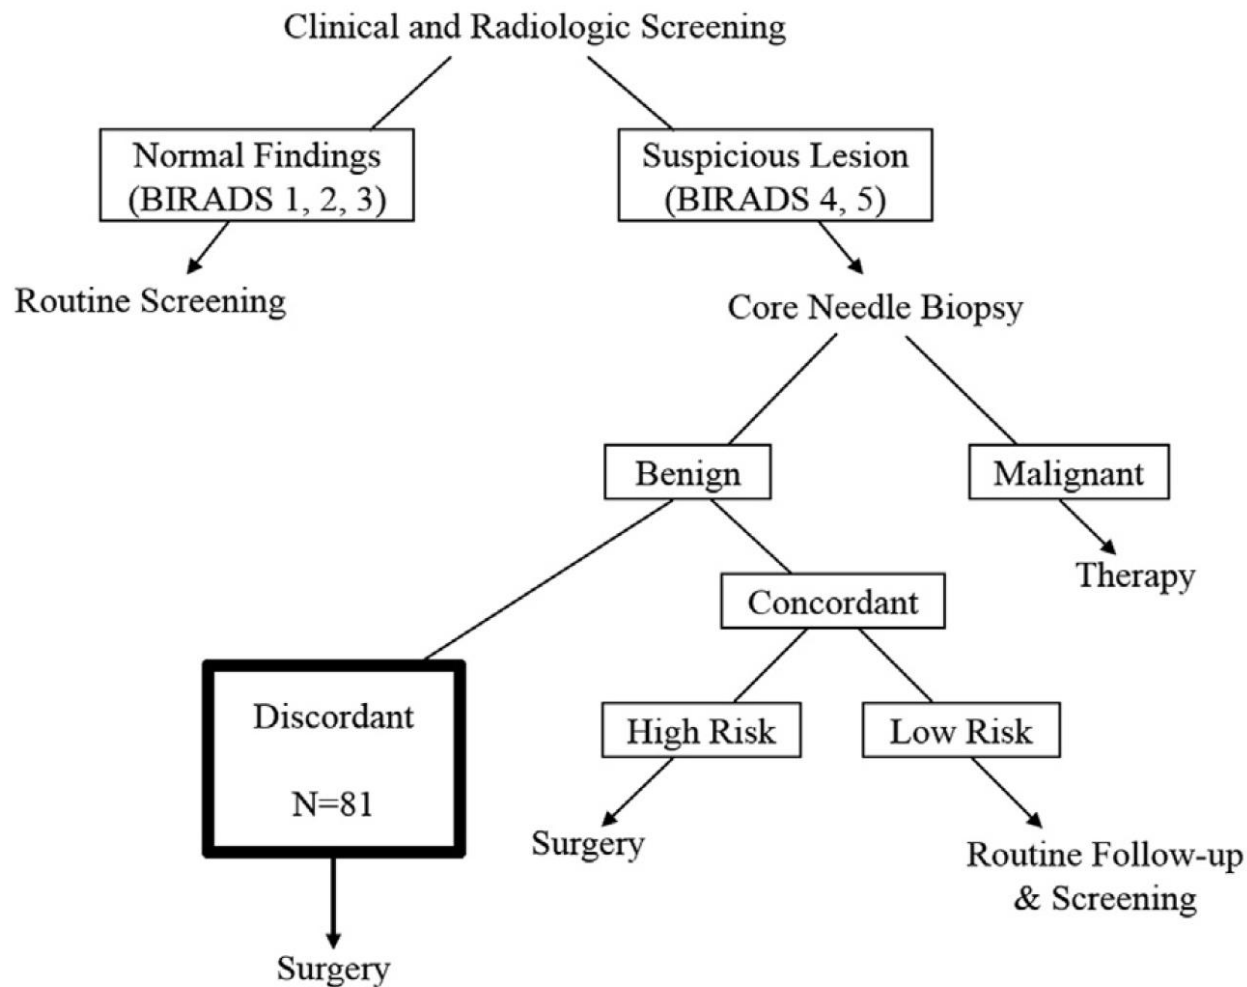 Clinical and Radiologic Screening
Normal Findings
(BIRADS 1, 2, 3)
Suspicious Lesion
(BIRADS 4, 5)
Routine Screening
Core Needle Biopsy
Benign
Malignant
Therapy
Concordant
Discordant
N=81
High Risk
Low Risk
Surgery
Routine Follow-up
& Screening
Surgery